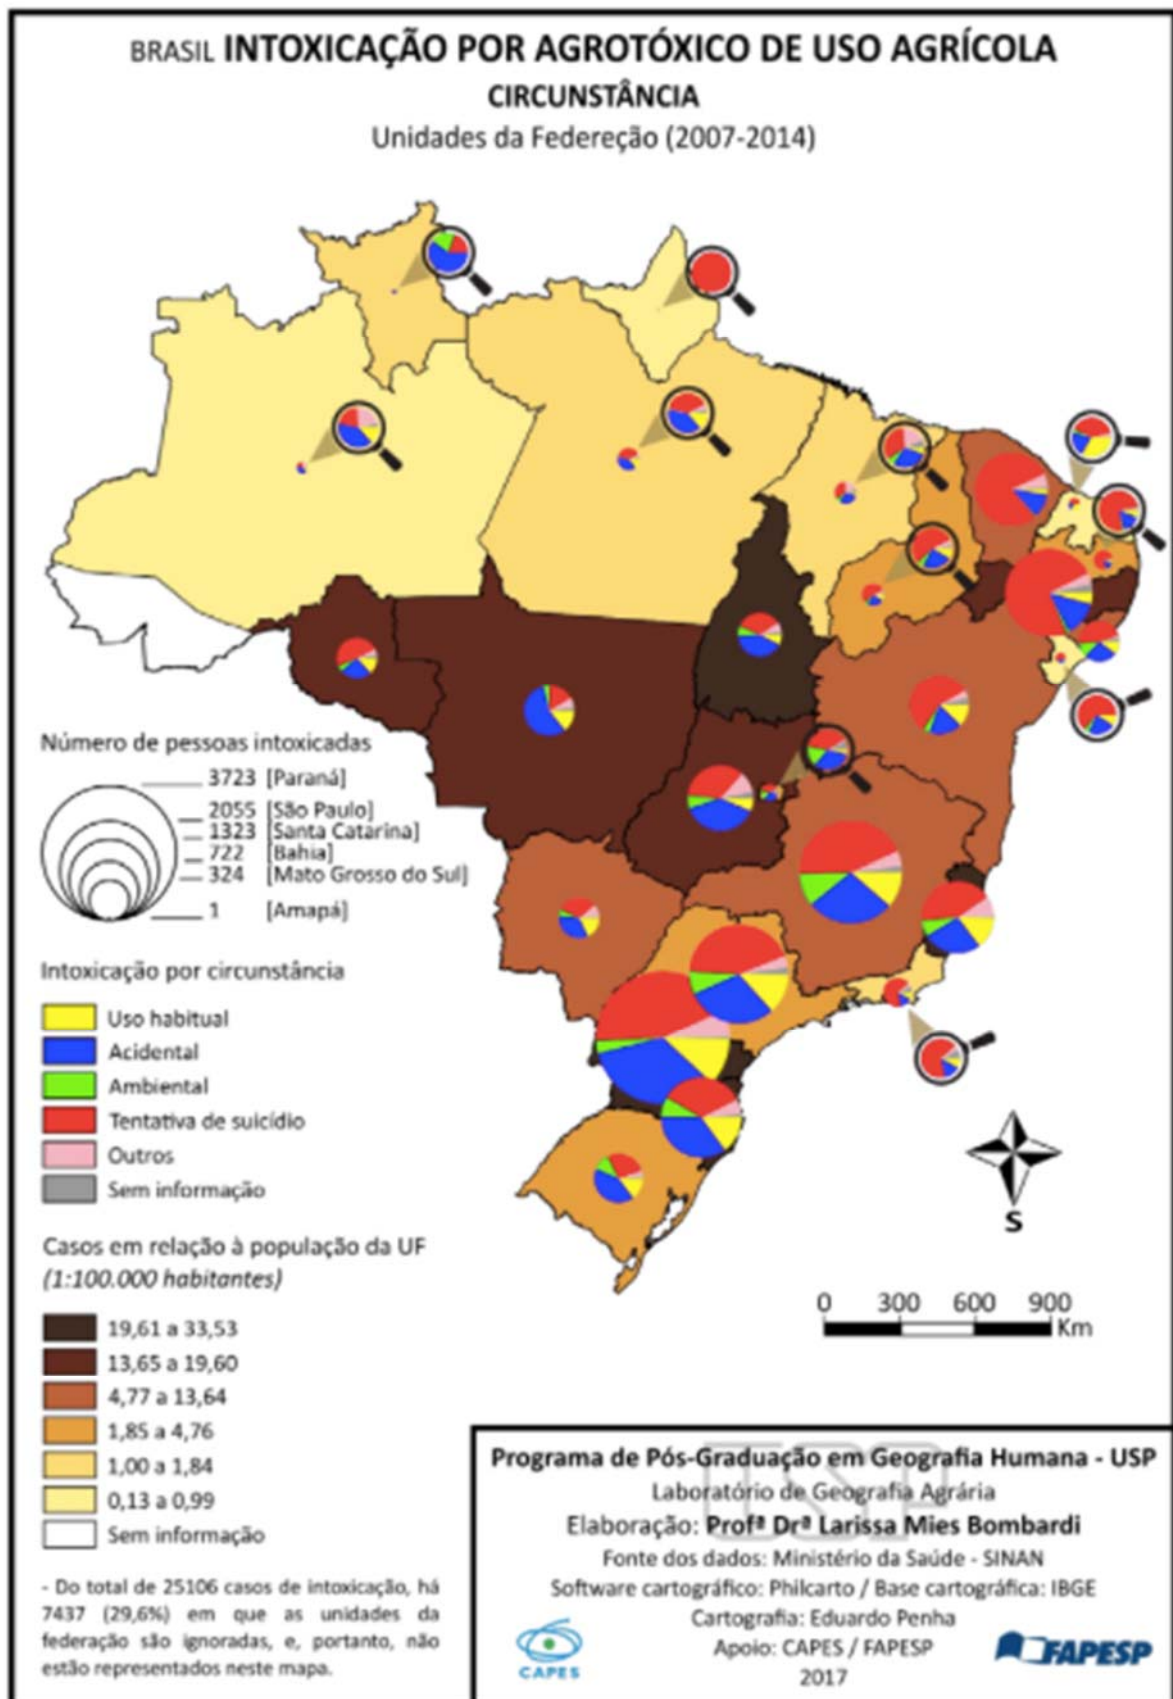 BRASIL INTOXICAÇÃO POR AGROTÓXICO DE USO AGRÍCOLA
CIRCUNSTÂNCIA
Unidades da Federeção (2007-2014)
Número de pessoas intoxicadas
3723 [Paraná]
2055 [São Paulo]
1323 [Santa Catarina]
722 [Bahia]
324 [Mato Grosso do Sul]
1 [Amapá]
Intoxicação por circunstância
Uso habitual
Acidental
Ambiental
Tentativa de suicídio
Outros
Sem informação
Casos em relação à população da UF
(1:100.000 habitantes)
19,61 a 33,53
13,65 a 19,60
4,77 a 13,64
1,85 a 4,76
1,00 a 1,84
0,13 a 0,99
Sem informação
- Do total de 25106 casos de intoxicação, há
7437 (29,6%) em que as unidades da
federação são ignoradas, e, portanto, não
estão representados neste mapa.
S
0 300 600 900
Km
USP
Programa de Pós-Graduação em Geografia Humana - USP
Laboratório de Geografia Agrária
Elaboração: Profª Drª Larissa Mies Bombardi
Fonte dos dados: Ministério da Saúde - SINAN
Software cartográfico: Philcarto / Base cartográfica: IBGE
Cartografia: Eduardo Penha
Apoio: CAPES / FAPESP
2017
CAPES
FAPESP